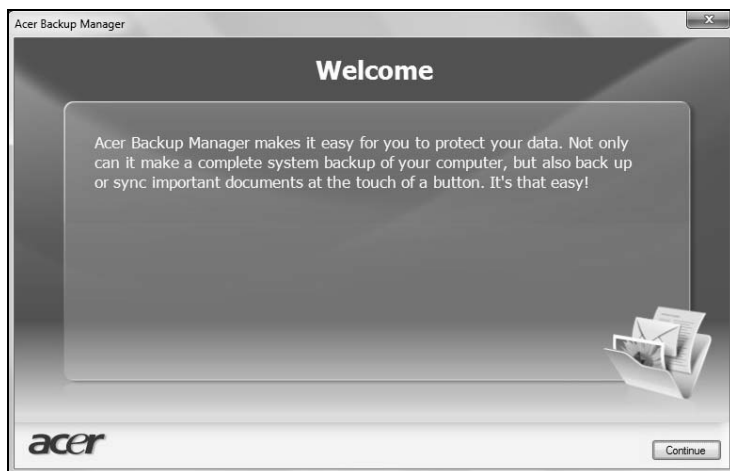 Acer Backup Manager
x
Welcome
Acer Backup Manager makes it easy for you to protect your data. Not only
can it make a complete system backup of your computer, but also back up
or sync important documents at the touch of a button. It's that easy!
acer
Continue